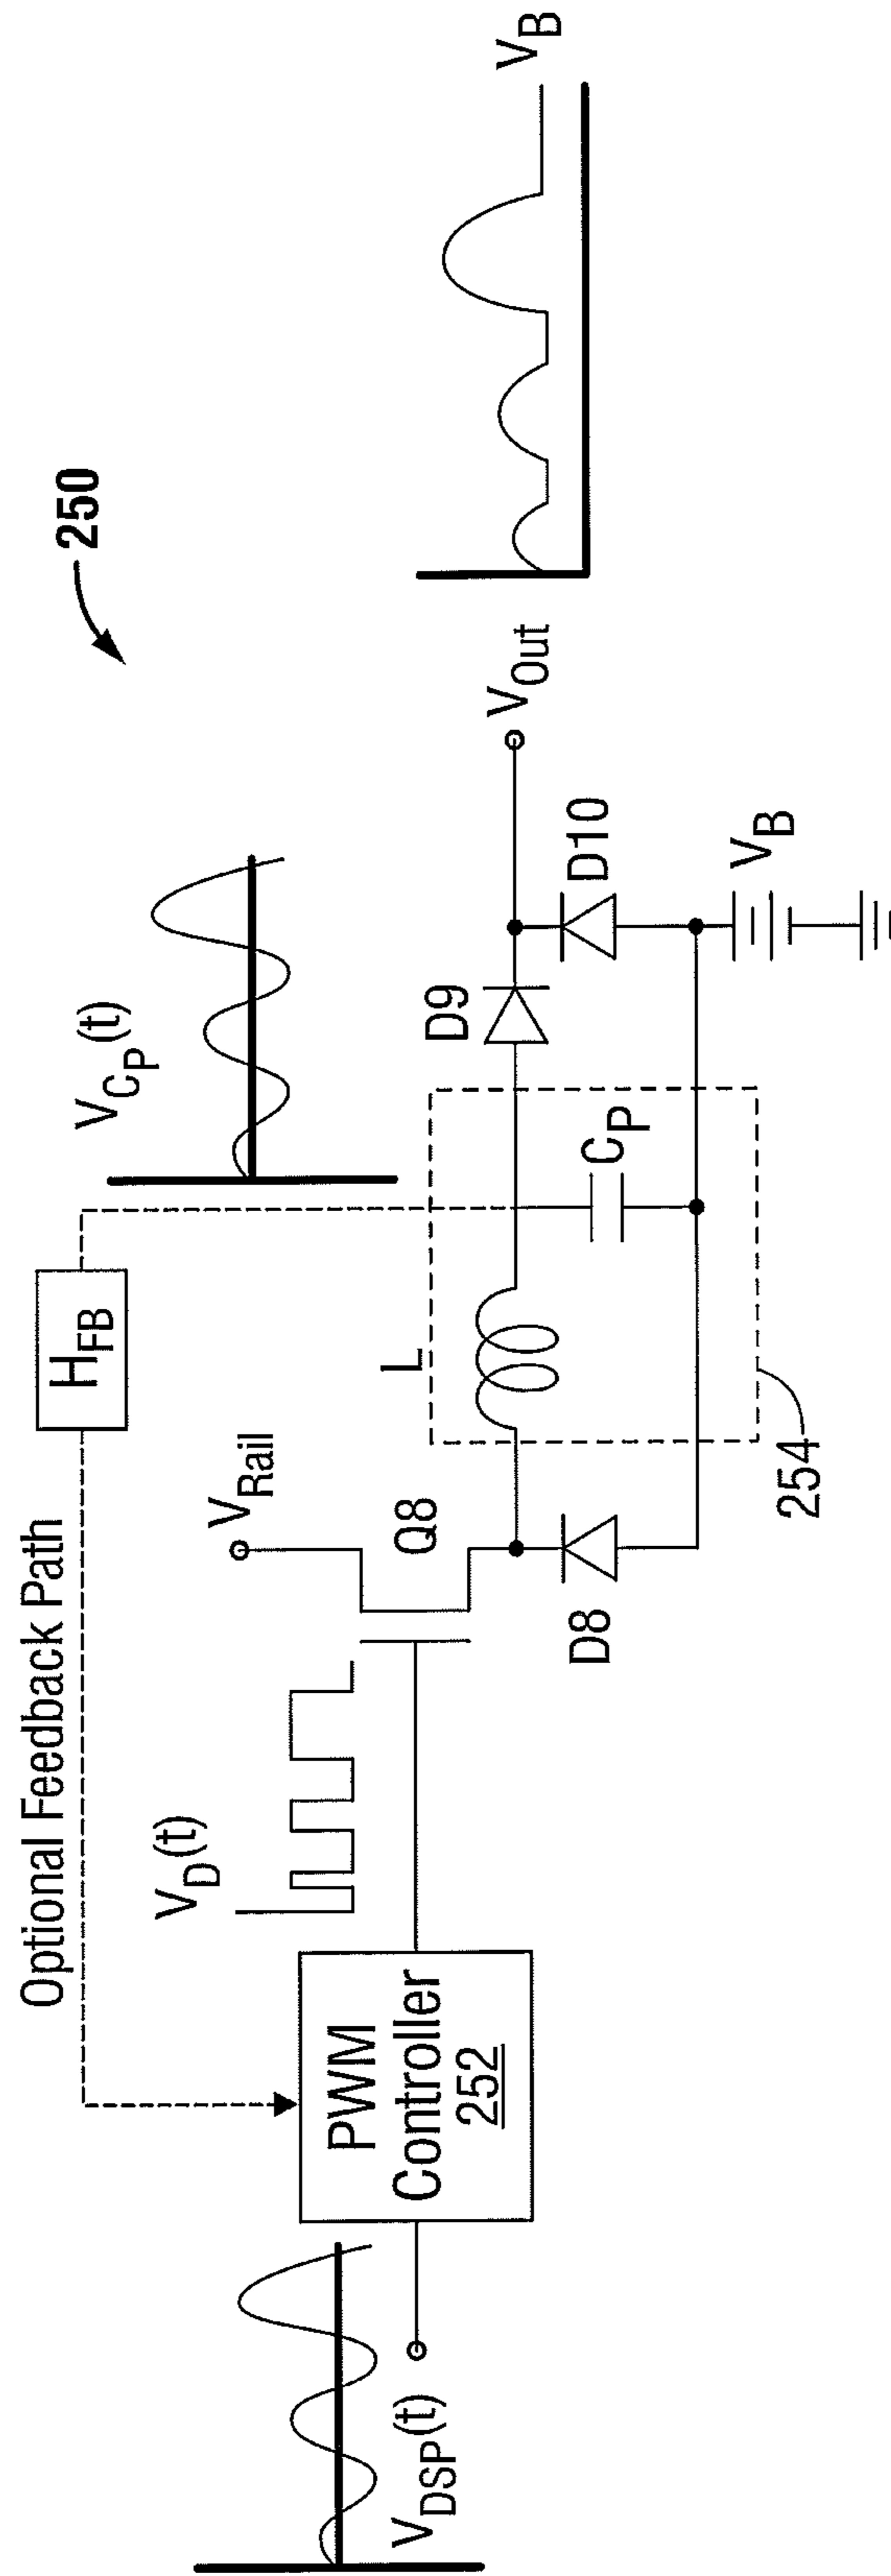 250
Optional Feedback Path
H_FB
V_DSP(t)
PWM
Controller
252
V_D(t)
V_Rail
Q8
D8
L
254
V_CP(t)
C_P
D9
D10
V_B
V_Out
V_B